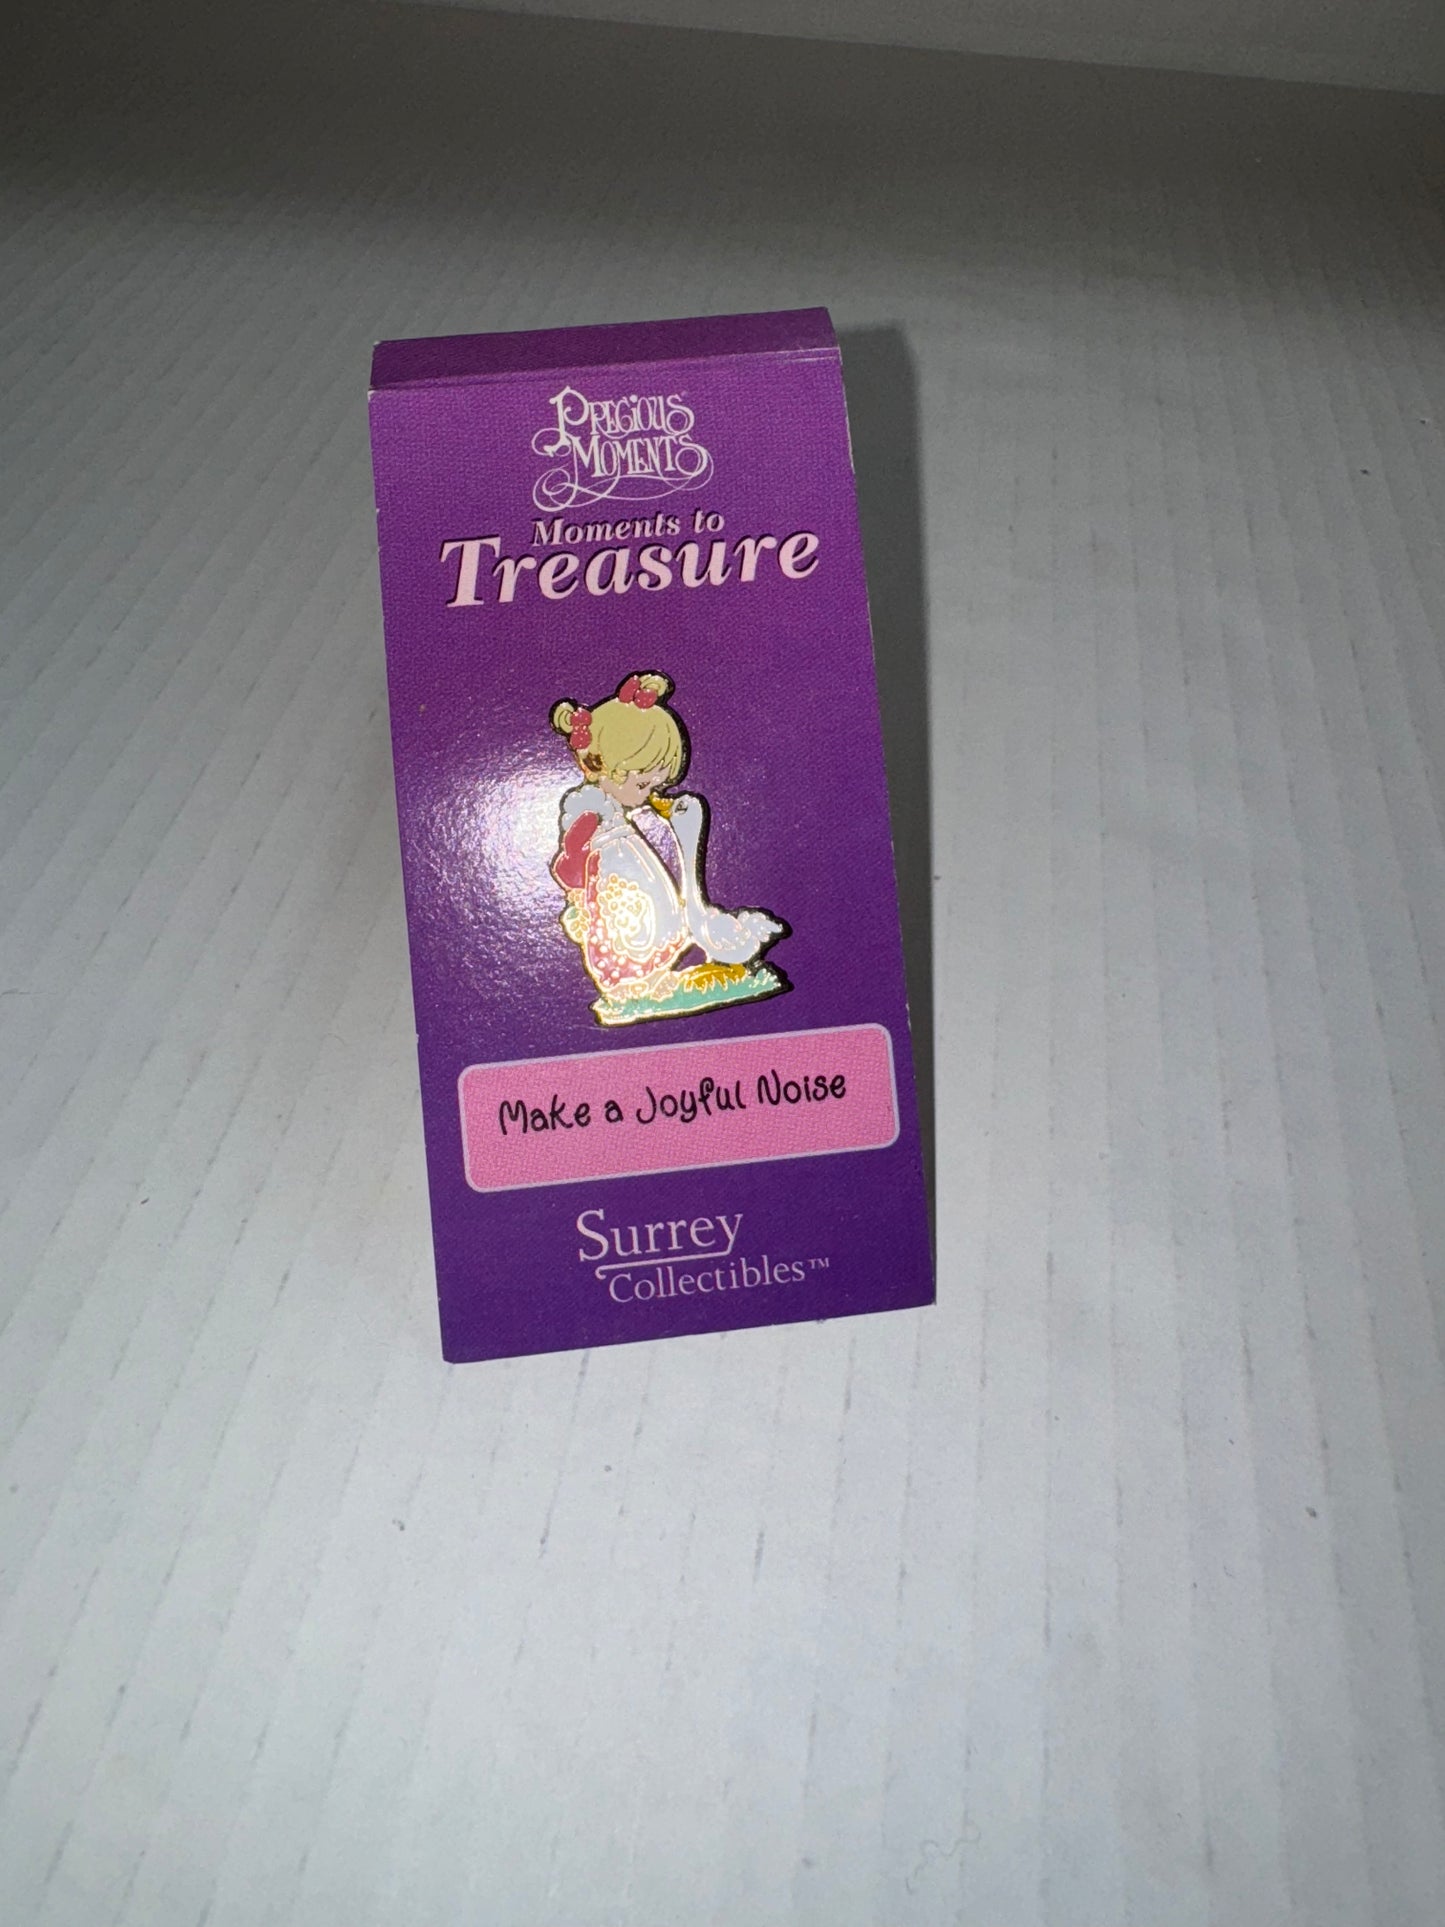 PRECIOUS
MOMENTS
Moments to
Treasure
Make a Joyful Noise
Surrey
Collectibles™